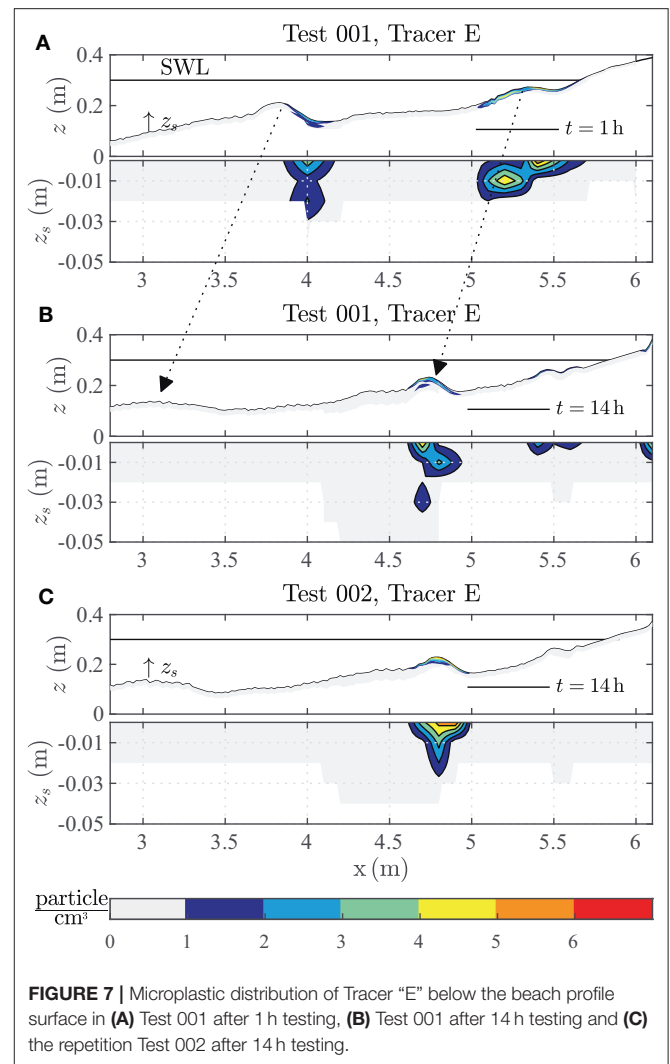 A
Test 001, Tracer E
SWL
0.4
0.2
0
z (m)
↑ z_s
t = 1 h
-0.01
-0.03
-0.05
z_s (m)
3 3.5 4 4.5 5 5.5 6
B
Test 001, Tracer E
0.4
0.2
0
z (m)
t = 14 h
-0.01
-0.03
-0.05
z_s (m)
3 3.5 4 4.5 5 5.5 6
C
Test 002, Tracer E
0.4
0.2
0
z (m)
↑ z_s
t = 14 h
-0.01
-0.03
-0.05
z_s (m)
3 3.5 4 4.5 5 5.5 6
x (m)
particle
cm³
0 1 2 3 4 5 6
FIGURE 7 | Microplastic distribution of Tracer “E” below the beach profile
surface in (A) Test 001 after 1 h testing, (B) Test 001 after 14 h testing and (C)
the repetition Test 002 after 14 h testing.